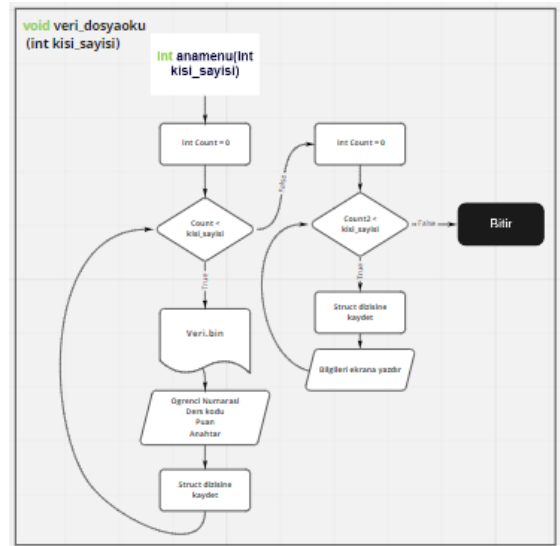 void veri_dosyaoku
(int kisi_sayisi)
int anamenu(int
kisi_sayisi)
Int Count = 0
Count <
kisi_sayisi
False
True
Veri.bin
Ogrenci Numarasi
Ders kodu
Puan
Anahtar
Struct dizisine
kaydet
Int Count = 0
Count2 <
kisi_sayisi
False
Bitir
True
Struct dizisine
kaydet
Bilgileri ekrana yazdır